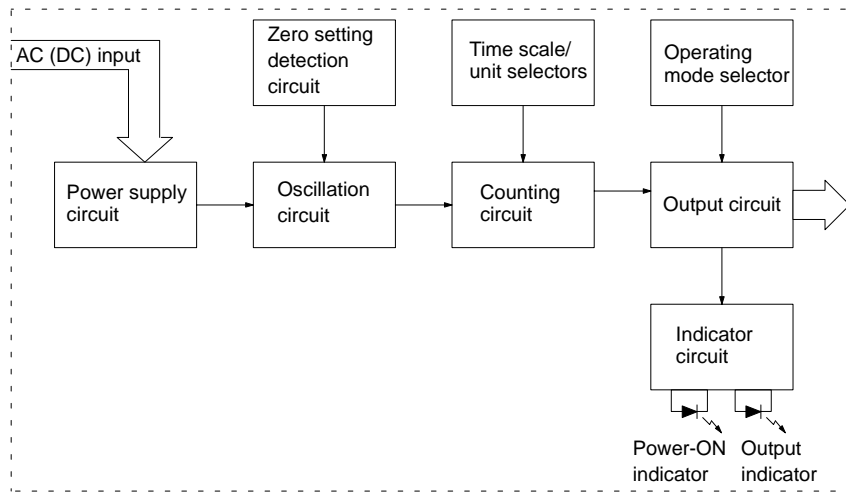 AC (DC) input
Zero setting
detection
circuit
Time scale/
unit selectors
Operating
mode selector
Power supply
circuit
Oscillation
circuit
Counting
circuit
Output circuit
Indicator
circuit
Power-ON
indicator
Output
indicator